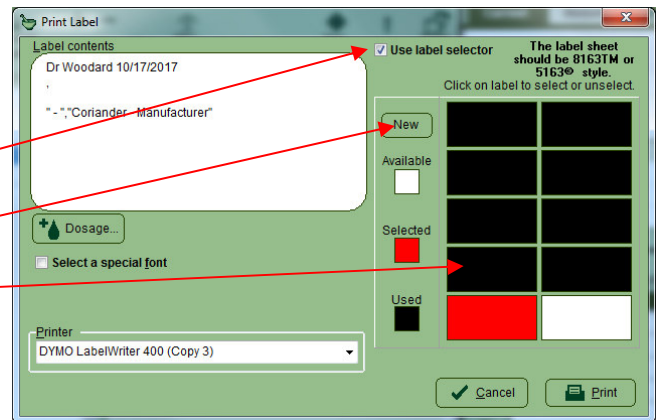 Print Label
Label contents
Dr Woodard 10/17/2017
,
" - ","Coriander - Manufacturer"
Dosage...
Select a special font
Printer
DYMO LabelWriter 400 (Copy 3)
Use label selector
The label sheet
should be 8163TM or
5163® style.
Click on label to select or unselect.
New
Available
Selected
Used
Cancel
Print